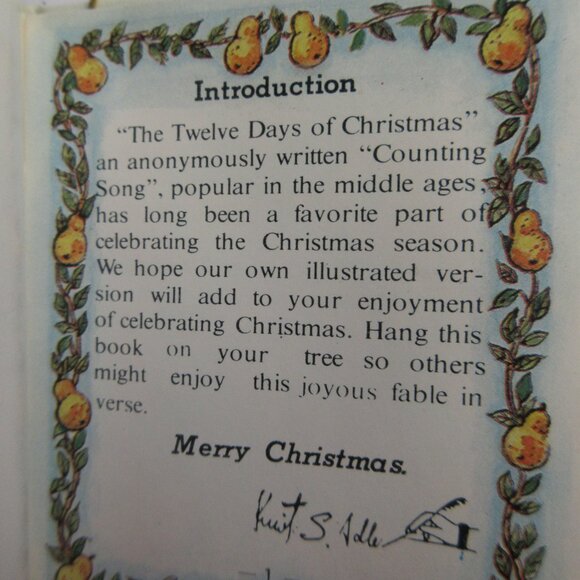 Introduction
“The Twelve Days of Christmas”
an anonymously written “Counting
Song”, popular in the middle ages,
has long been a favorite part of
celebrating the Christmas season.
We hope our own illustrated ver-
sion will add to your enjoyment
of celebrating Christmas. Hang this
book on your tree so others
might enjoy this joyous fable in
verse.
Merry Christmas.
Kurt S. Adler
— 1 —